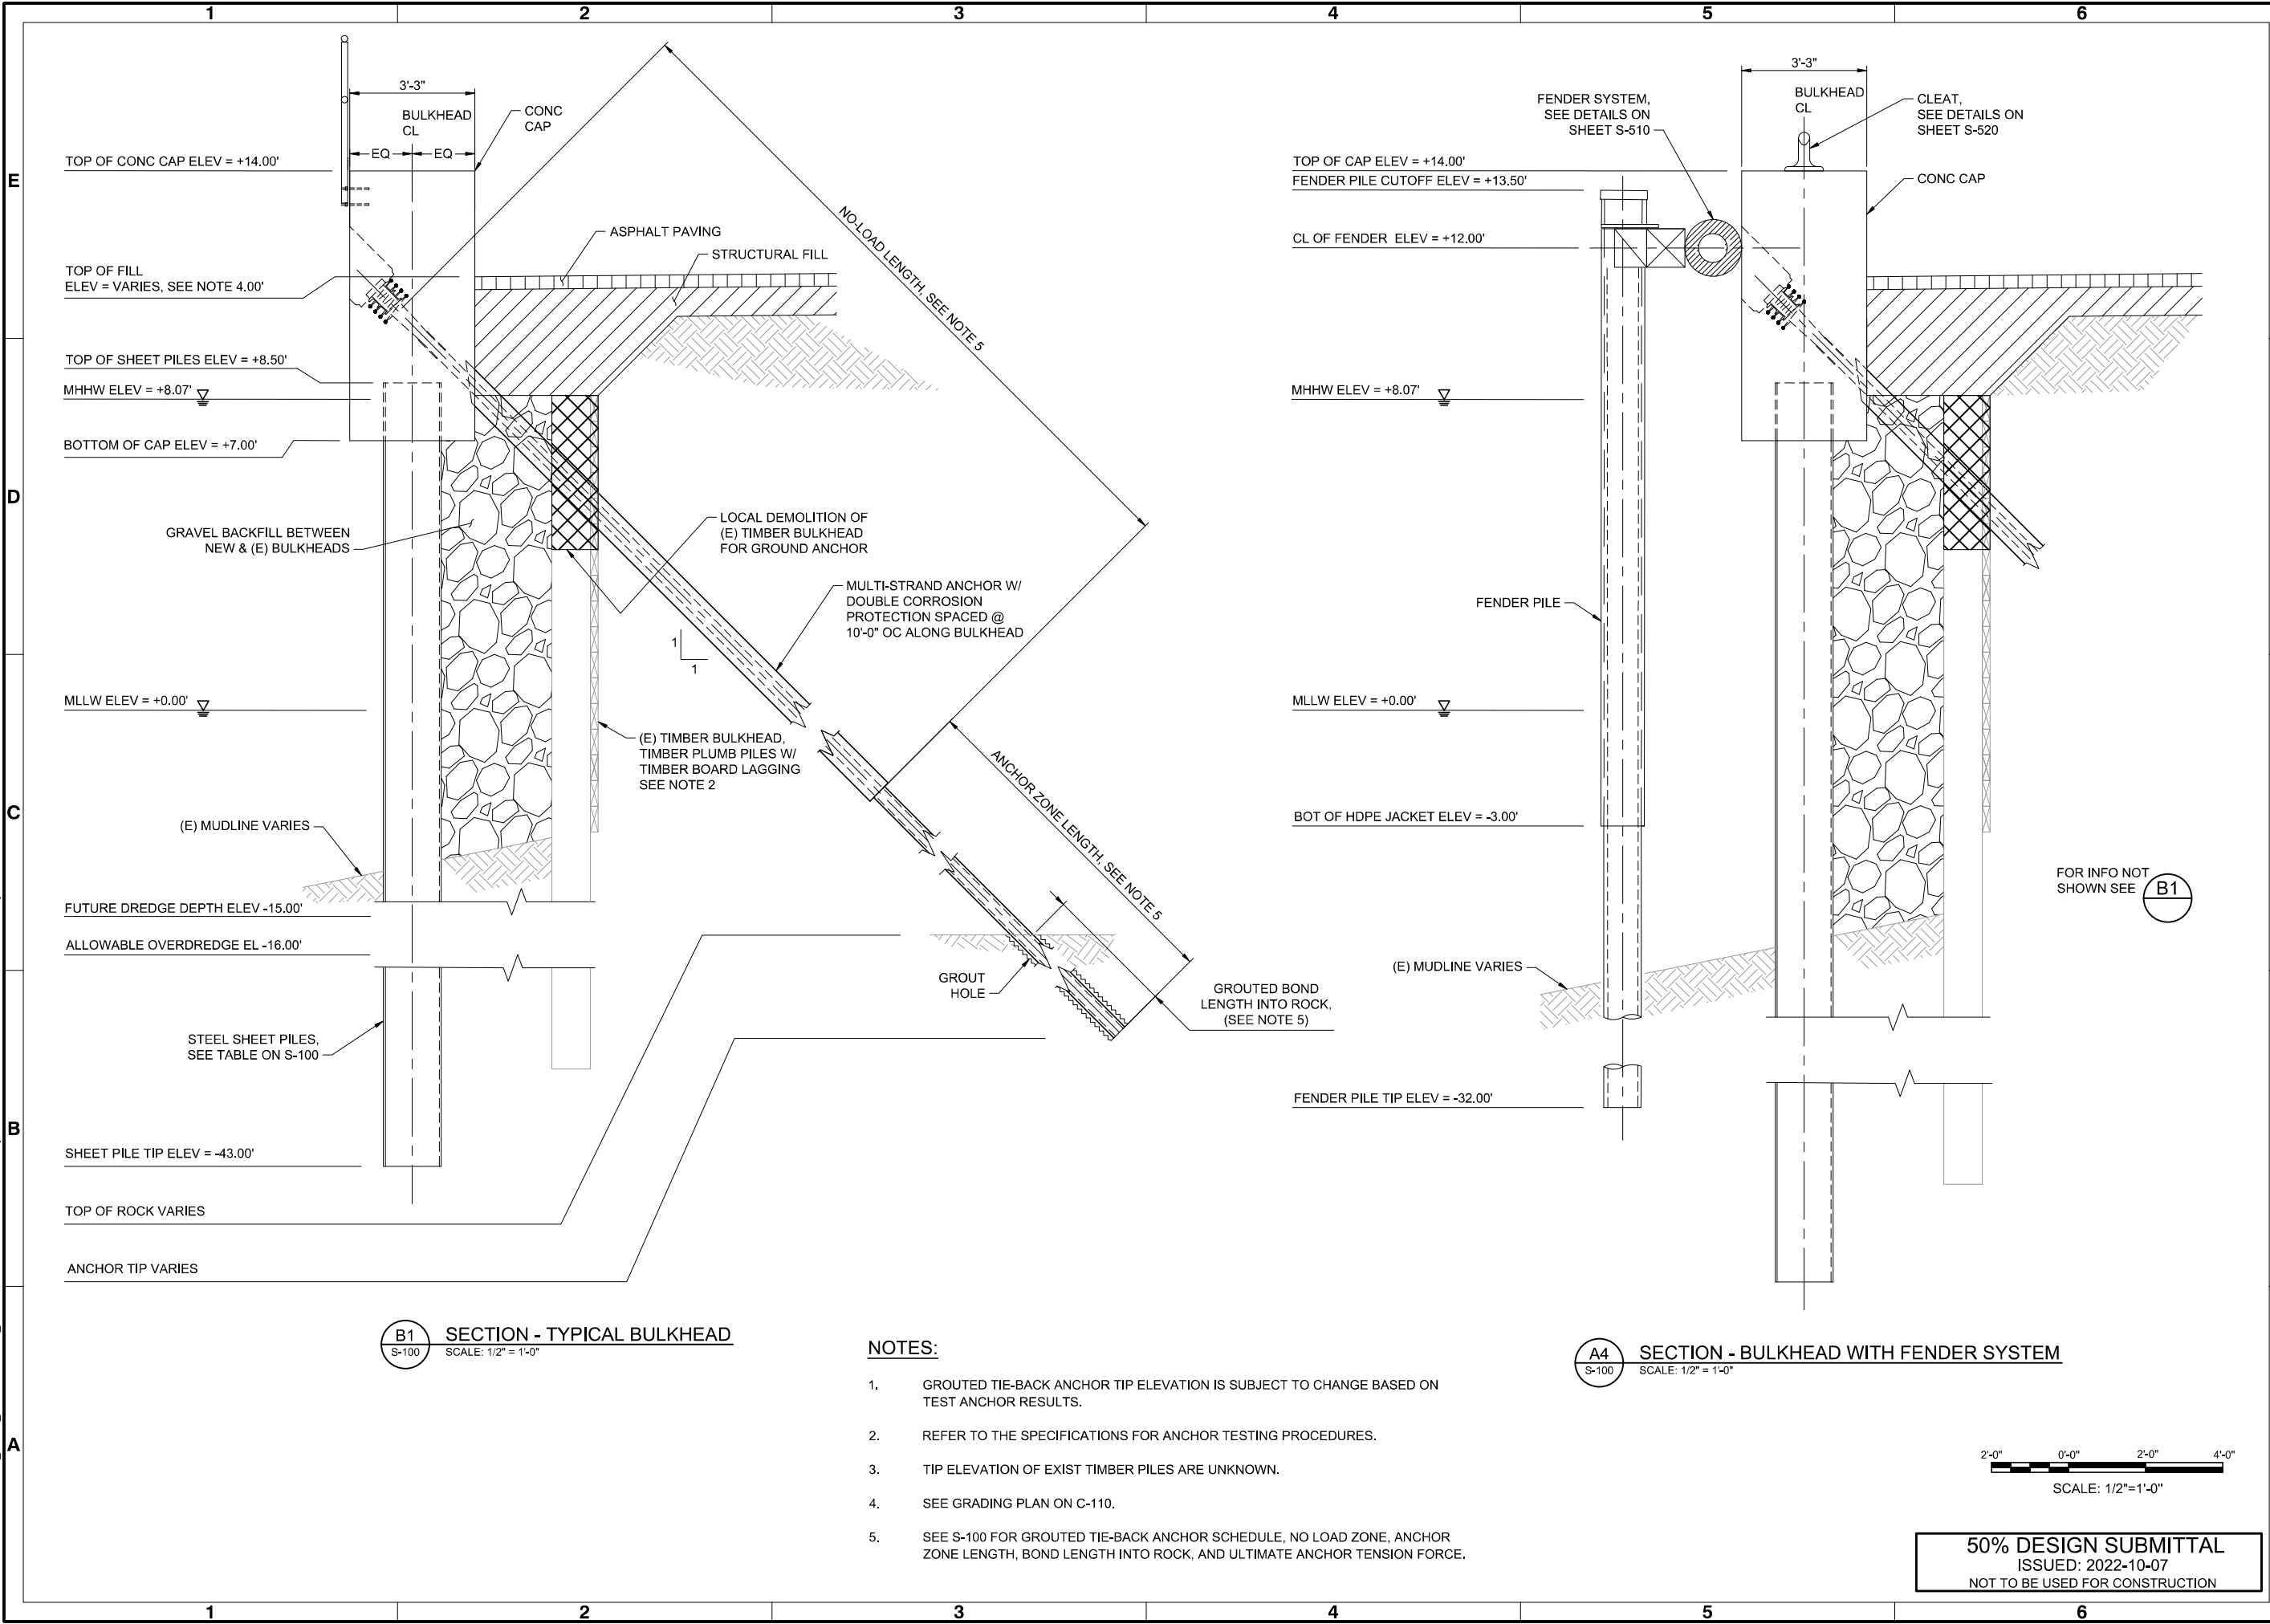 1 2 3 4 5 6
E
D
C
B
A
3'-3"
BULKHEAD
CL
CONC
CAP
EQ
EQ
TOP OF CONC CAP ELEV = +14.00'
ASPHALT PAVING
STRUCTURAL FILL
TOP OF FILL
ELEV = VARIES, SEE NOTE 4.00'
NO-LOAD LENGTH, SEE NOTE 5
TOP OF SHEET PILES ELEV = +8.50'
MHHW ELEV = +8.07'
BOTTOM OF CAP ELEV = +7.00'
GRAVEL BACKFILL BETWEEN
NEW & (E) BULKHEADS
LOCAL DEMOLITION OF
(E) TIMBER BULKHEAD
FOR GROUND ANCHOR
MULTI-STRAND ANCHOR W/
DOUBLE CORROSION
PROTECTION SPACED @
10'-0" OC ALONG BULKHEAD
1
1
MLLW ELEV = +0.00'
(E) TIMBER BULKHEAD,
TIMBER PLUMB PILES W/
TIMBER BOARD LAGGING
SEE NOTE 2
ANCHOR ZONE LENGTH, SEE NOTE 5
(E) MUDLINE VARIES
FUTURE DREDGE DEPTH ELEV -15.00'
ALLOWABLE OVERDREDGE EL -16.00'
GROUT
HOLE
GROUTED BOND
LENGTH INTO ROCK,
(SEE NOTE 5)
STEEL SHEET PILES,
SEE TABLE ON S-100
SHEET PILE TIP ELEV = -43.00'
TOP OF ROCK VARIES
ANCHOR TIP VARIES
B1
S-100
SECTION - TYPICAL BULKHEAD
SCALE: 1/2" = 1'-0"
3'-3"
BULKHEAD
CL
FENDER SYSTEM,
SEE DETAILS ON
SHEET S-510
CLEAT,
SEE DETAILS ON
SHEET S-520
TOP OF CAP ELEV = +14.00'
FENDER PILE CUTOFF ELEV = +13.50'
CONC CAP
CL OF FENDER ELEV = +12.00'
MHHW ELEV = +8.07'
FENDER PILE
MLLW ELEV = +0.00'
BOT OF HDPE JACKET ELEV = -3.00'
FOR INFO NOT
SHOWN SEE
B1
(E) MUDLINE VARIES
FENDER PILE TIP ELEV = -32.00'
A4
S-100
SECTION - BULKHEAD WITH FENDER SYSTEM
SCALE: 1/2" = 1'-0"
NOTES:
1. GROUTED TIE-BACK ANCHOR TIP ELEVATION IS SUBJECT TO CHANGE BASED ON
TEST ANCHOR RESULTS.
2. REFER TO THE SPECIFICATIONS FOR ANCHOR TESTING PROCEDURES.
3. TIP ELEVATION OF EXIST TIMBER PILES ARE UNKNOWN.
4. SEE GRADING PLAN ON C-110.
5. SEE S-100 FOR GROUTED TIE-BACK ANCHOR SCHEDULE, NO LOAD ZONE, ANCHOR
ZONE LENGTH, BOND LENGTH INTO ROCK, AND ULTIMATE ANCHOR TENSION FORCE.
2'-0" 0'-0" 2'-0" 4'-0"
SCALE: 1/2"=1'-0"
50% DESIGN SUBMITTAL
ISSUED: 2022-10-07
NOT TO BE USED FOR CONSTRUCTION
1 2 3 4 5 6